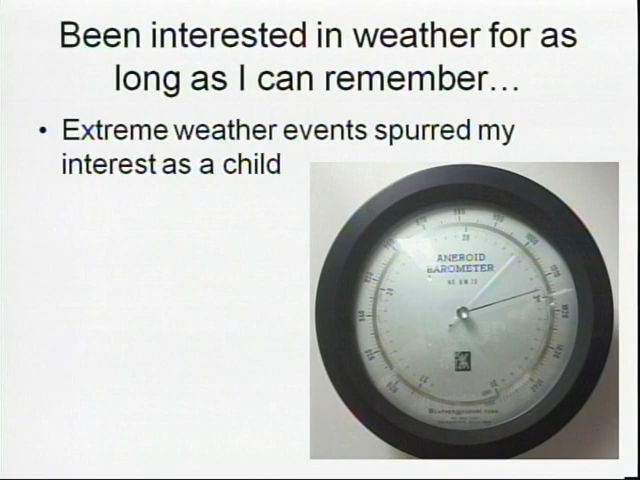 Been interested in weather for as
long as I can remember…
• Extreme weather events spurred my
interest as a child
ANEROID
BAROMETER